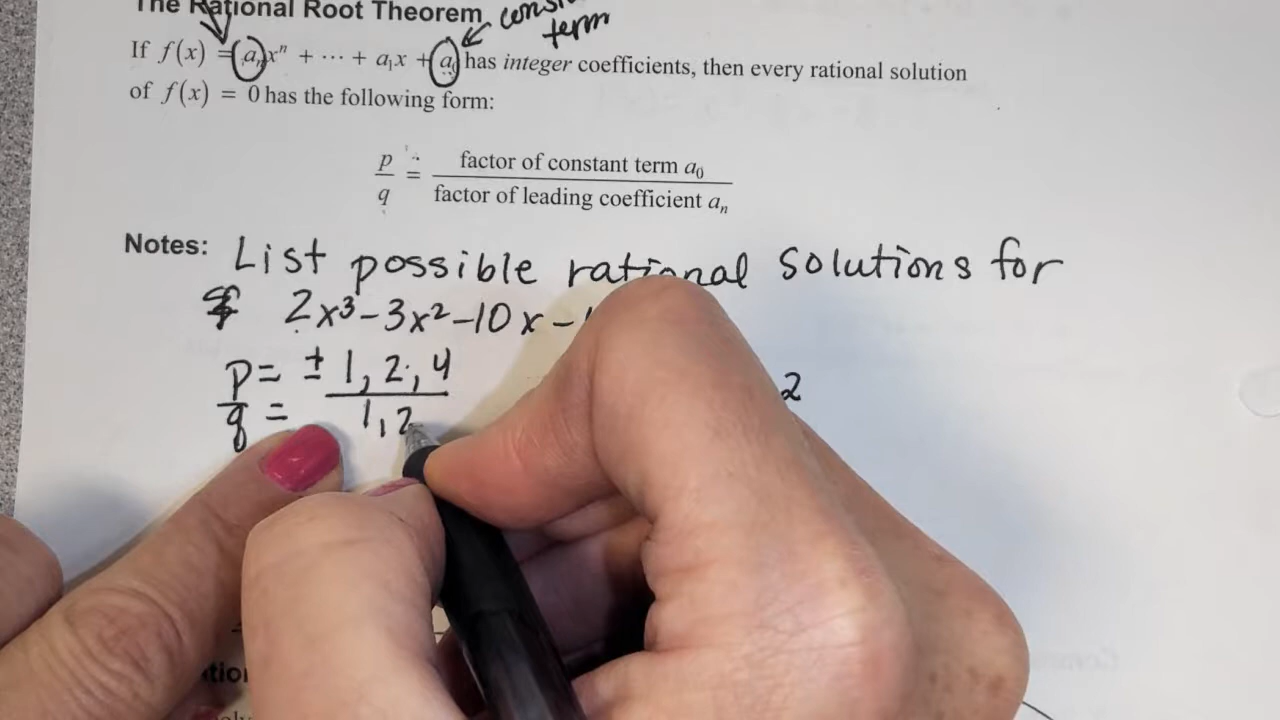 The Rational Root Theorem
term
If f(x) = aₙxⁿ + ⋯ + a₁x + a₀ has integer coefficients, then every rational solution
of f(x) = 0 has the following form:
p/q = factor of constant term a₀ / factor of leading coefficient aₙ
Notes: List possible rational solutions for
2x³-3x²-10x-
p = ± 1, 2, 4
2
q = 1, 2